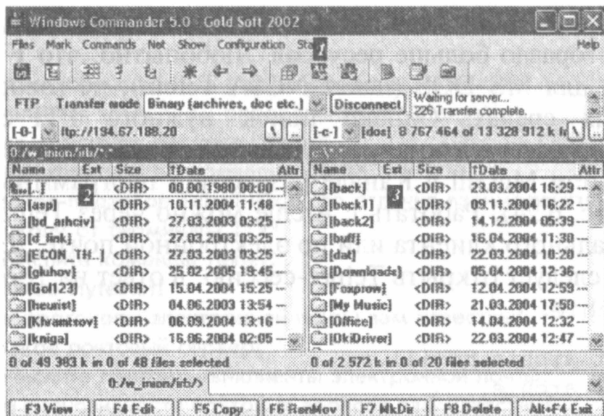 Windows Commander 5.0 - Gold Soft 2002
Files Mark Commands Net Show Configuration Sta Help
1
FTP Transfer mode Binary (archives, doc etc.) Disconnect Waiting for server...
226 Transfer complete.
[-0-] ftp://194.67.188.20 \ .. [-c-] [dos] 8 767 464 of 13 328 912 k fr \ ..
0:/w_inion/irb/*.* c:\*.*
Name Ext Size ↑Date Attr Name Ext Size ↑Date Attr
[..] <DIR> 00.00.1980 00:00 --- [back] <DIR> 23.03.2004 16:29 ---
2 3
[asp] <DIR> 10.11.2004 11:48 --- [back1] <DIR> 09.11.2004 16:22 ---
[bd_ashciv] <DIR> 27.03.2003 03:25 --- [back2] <DIR> 14.12.2004 05:39 ---
[d_link] <DIR> 27.03.2003 03:25 --- [buff] <DIR> 16.04.2004 11:30 ---
[ECON_TH..] <DIR> 27.03.2003 03:25 --- [dat] <DIR> 22.03.2004 10:20 ---
[gluhov] <DIR> 25.02.2005 19:45 --- [Downloads] <DIR> 05.04.2004 12:36 ---
[Gol123] <DIR> 15.04.2004 15:25 --- [Foxprow] <DIR> 12.04.2004 12:59 ---
[heurist] <DIR> 04.06.2003 13:54 --- [My Music] <DIR> 21.03.2004 17:50 ---
[Khramtsov] <DIR> 06.09.2004 13:16 --- [Office] <DIR> 14.04.2004 12:32 ---
[kniga] <DIR> 16.06.2004 02:05 --- [OkiDriver] <DIR> 22.03.2004 12:47 ---
0 of 49 383 k in 0 of 48 files selected 0 of 2 572 k in 0 of 20 files selected
0:/w_inion/irb/>
F3 View F4 Edit F5 Copy F6 RenMov F7 MkDir F8 Delete Alt+F4 Exit